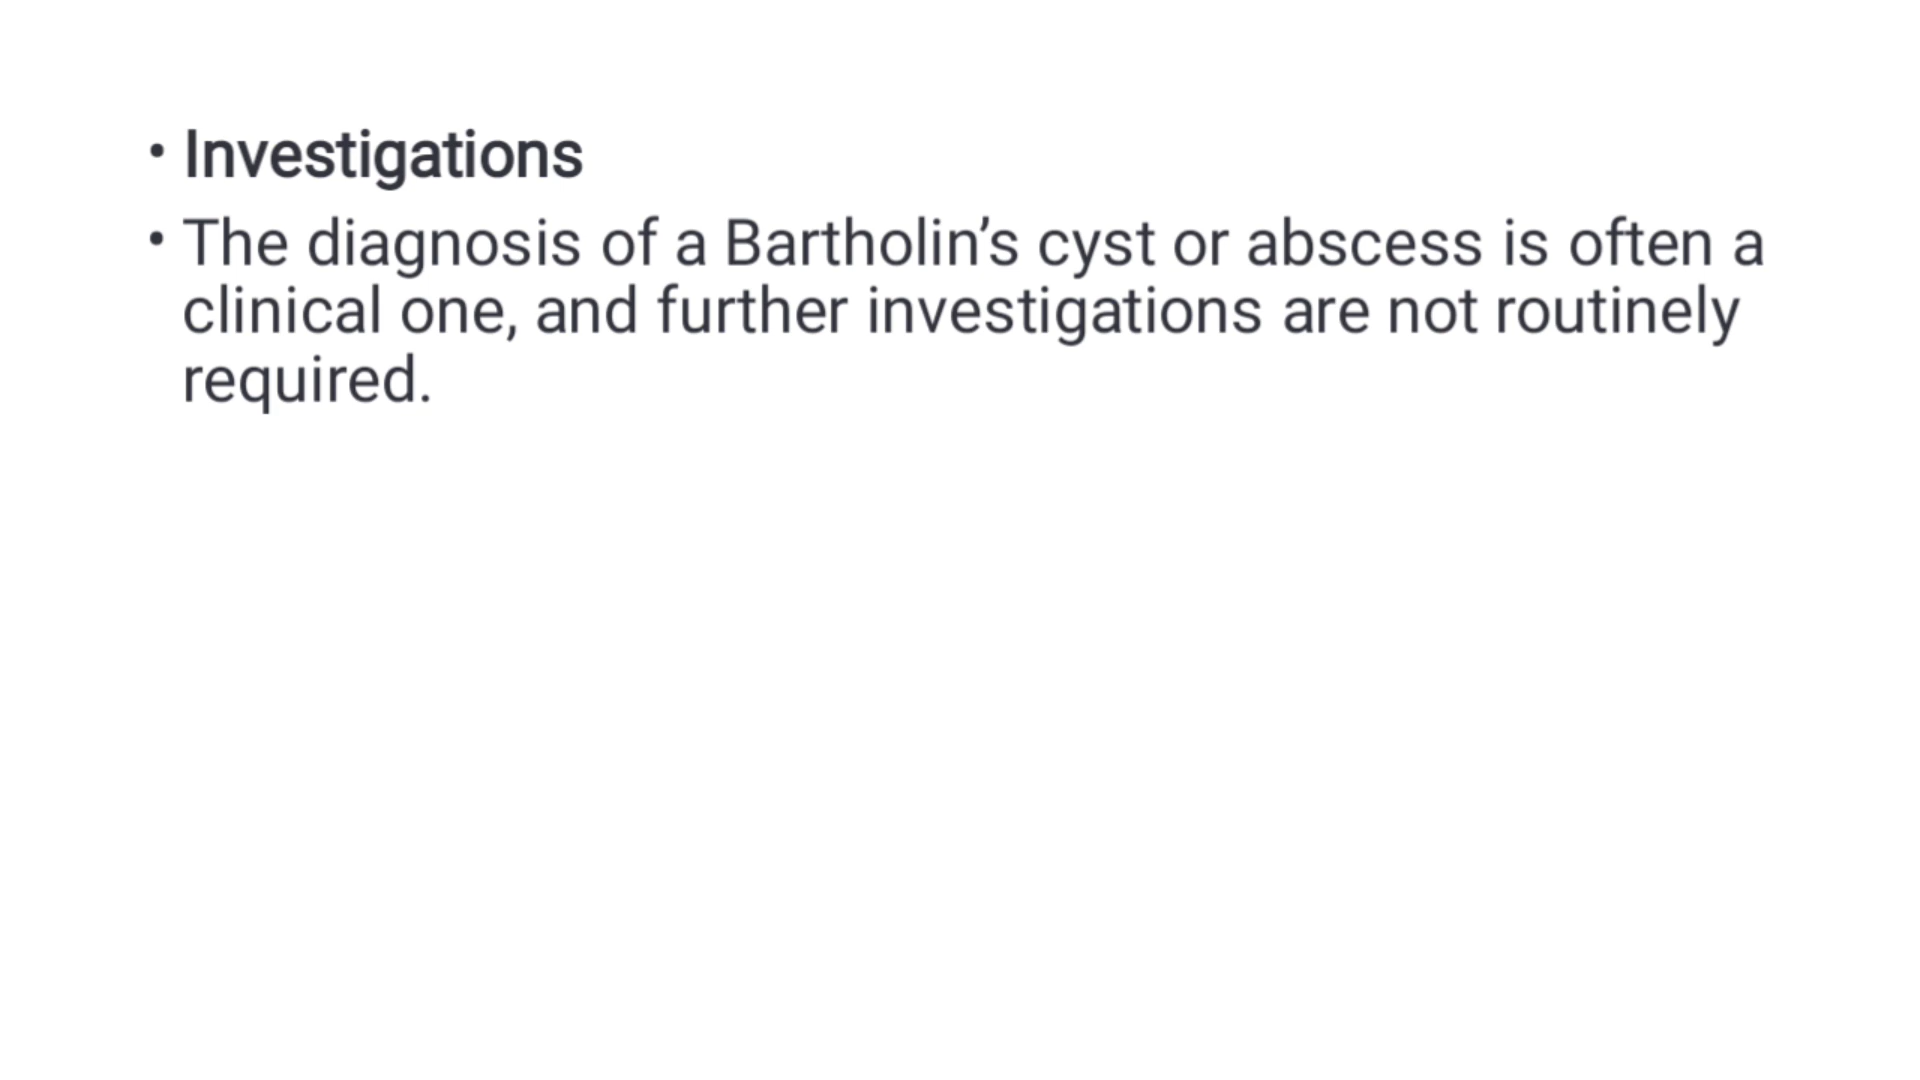 • Investigations
• The diagnosis of a Bartholin’s cyst or abscess is often a
clinical one, and further investigations are not routinely
required.